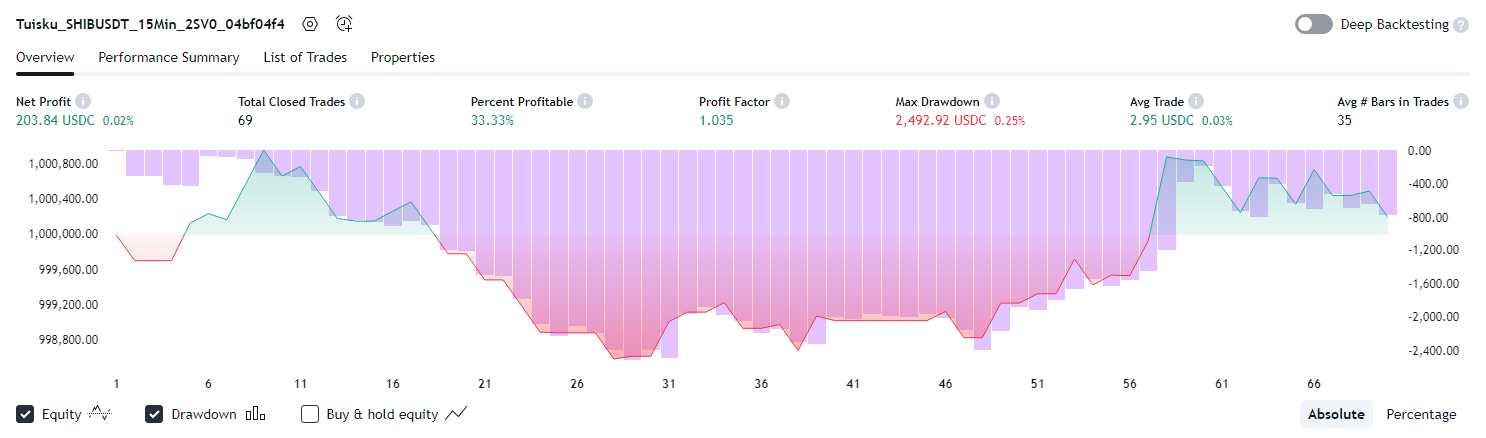 Tuisku_SHIBUSDT_15Min_2SV0_04bf04f4
Deep Backtesting ?
Overview Performance Summary List of Trades Properties
Net Profit i Total Closed Trades i Percent Profitable i Profit Factor i Max Drawdown i Avg Trade i Avg # Bars in Trades i
203.84 USDC 0.02% 69 33.33% 1.035 2,492.92 USDC 0.25% 2.95 USDC 0.03% 35
1,000,800.00
1,000,400.00
1,000,000.00
999,600.00
999,200.00
998,800.00
0.00
-400.00
-800.00
-1,200.00
-1,600.00
-2,000.00
-2,400.00
1 6 11 16 21 26 31 36 41 46 51 56 61 66
Equity Drawdown Buy & hold equity Absolute Percentage